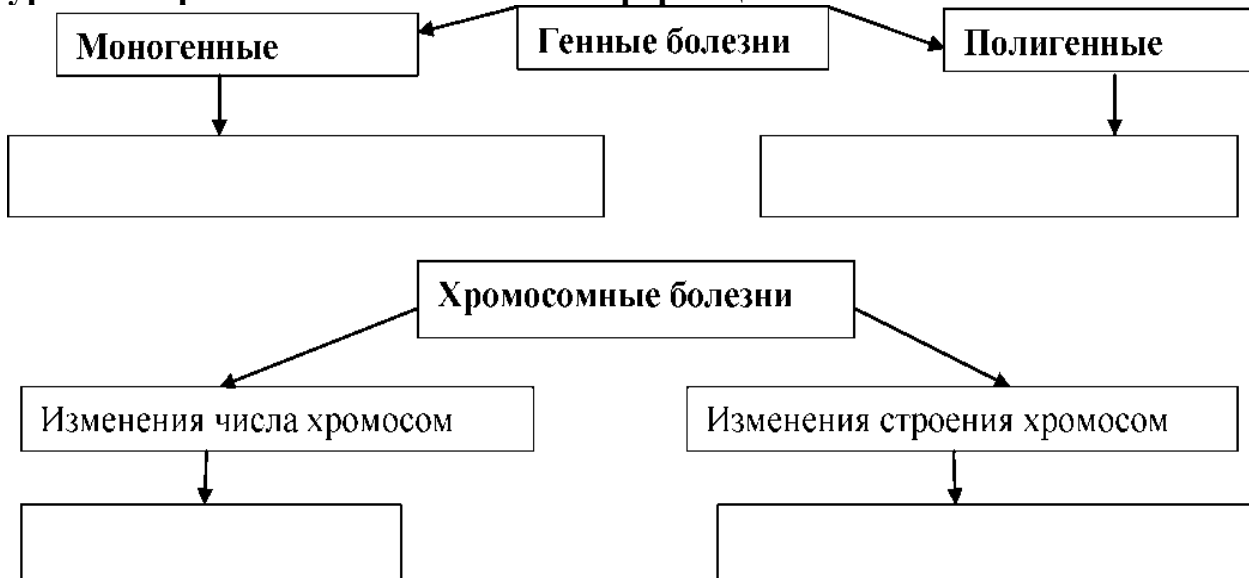 Моногенные
Генные болезни
Полигенные
Хромосомные болезни
Изменения числа хромосом
Изменения строения хромосом